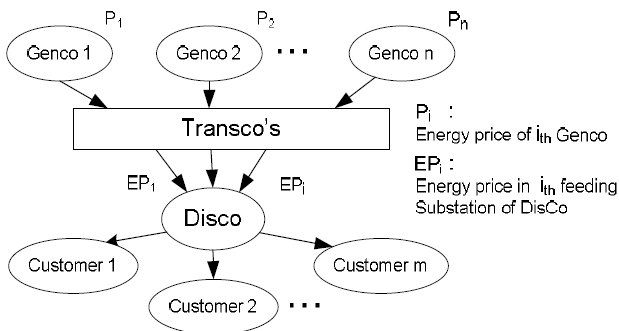 P1
P2
Pn
Genco 1
Genco 2
...
Genco n
Transco's
Pi :
Energy price of ith Genco
EPi :
Energy price in ith feeding
Substation of DisCo
EP1
EPi
Disco
Customer 1
Customer m
Customer 2
...